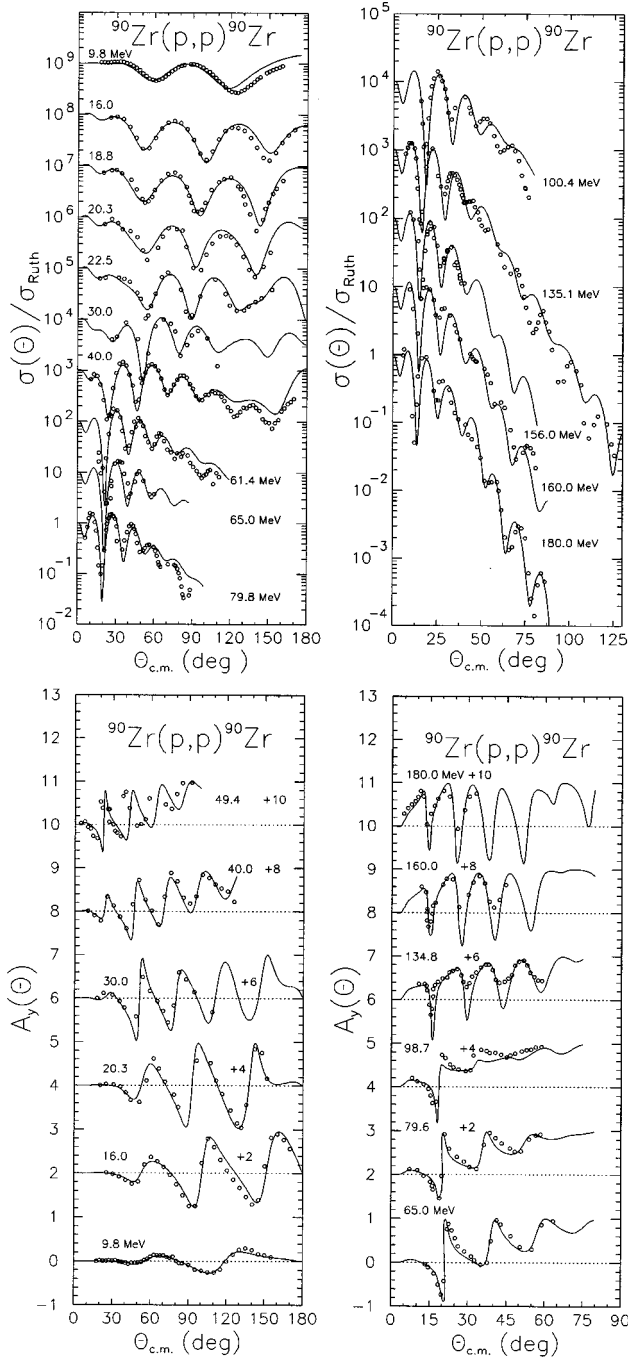 ⁹⁰Zr(p,p)⁹⁰Zr
9.8 MeV
16.0
18.8
20.3
22.5
30.0
40.0
61.4 MeV
65.0 MeV
79.8 MeV
10⁹
10⁸
10⁷
10⁶
10⁵
10⁴
10³
10²
10
1
10⁻¹
10⁻²
σ(Θ)/σRuth
0 30 60 90 120 150 180
Θc.m. (deg)
⁹⁰Zr(p,p)⁹⁰Zr
100.4 MeV
135.1 MeV
156.0 MeV
160.0 MeV
180.0 MeV
10⁵
10⁴
10³
10²
10
1
10⁻¹
10⁻²
10⁻³
10⁻⁴
σ(Θ)/σRuth
0 25 50 75 100 125
Θc.m. (deg)
⁹⁰Zr(p,p)⁹⁰Zr
49.4 +10
40.0 +8
30.0 +6
20.3 +4
16.0 +2
9.8 MeV
13
12
11
10
9
8
7
6
5
4
3
2
1
0
−1
Ay(Θ)
0 30 60 90 120 150 180
Θc.m. (deg)
⁹⁰Zr(p,p)⁹⁰Zr
180.0 MeV +10
160.0 +8
134.8 +6
98.7 +4
79.6 +2
65.0 MeV
13
12
11
10
9
8
7
6
5
4
3
2
1
0
−1
Ay(Θ)
0 15 30 45 60 75 90
Θc.m. (deg)